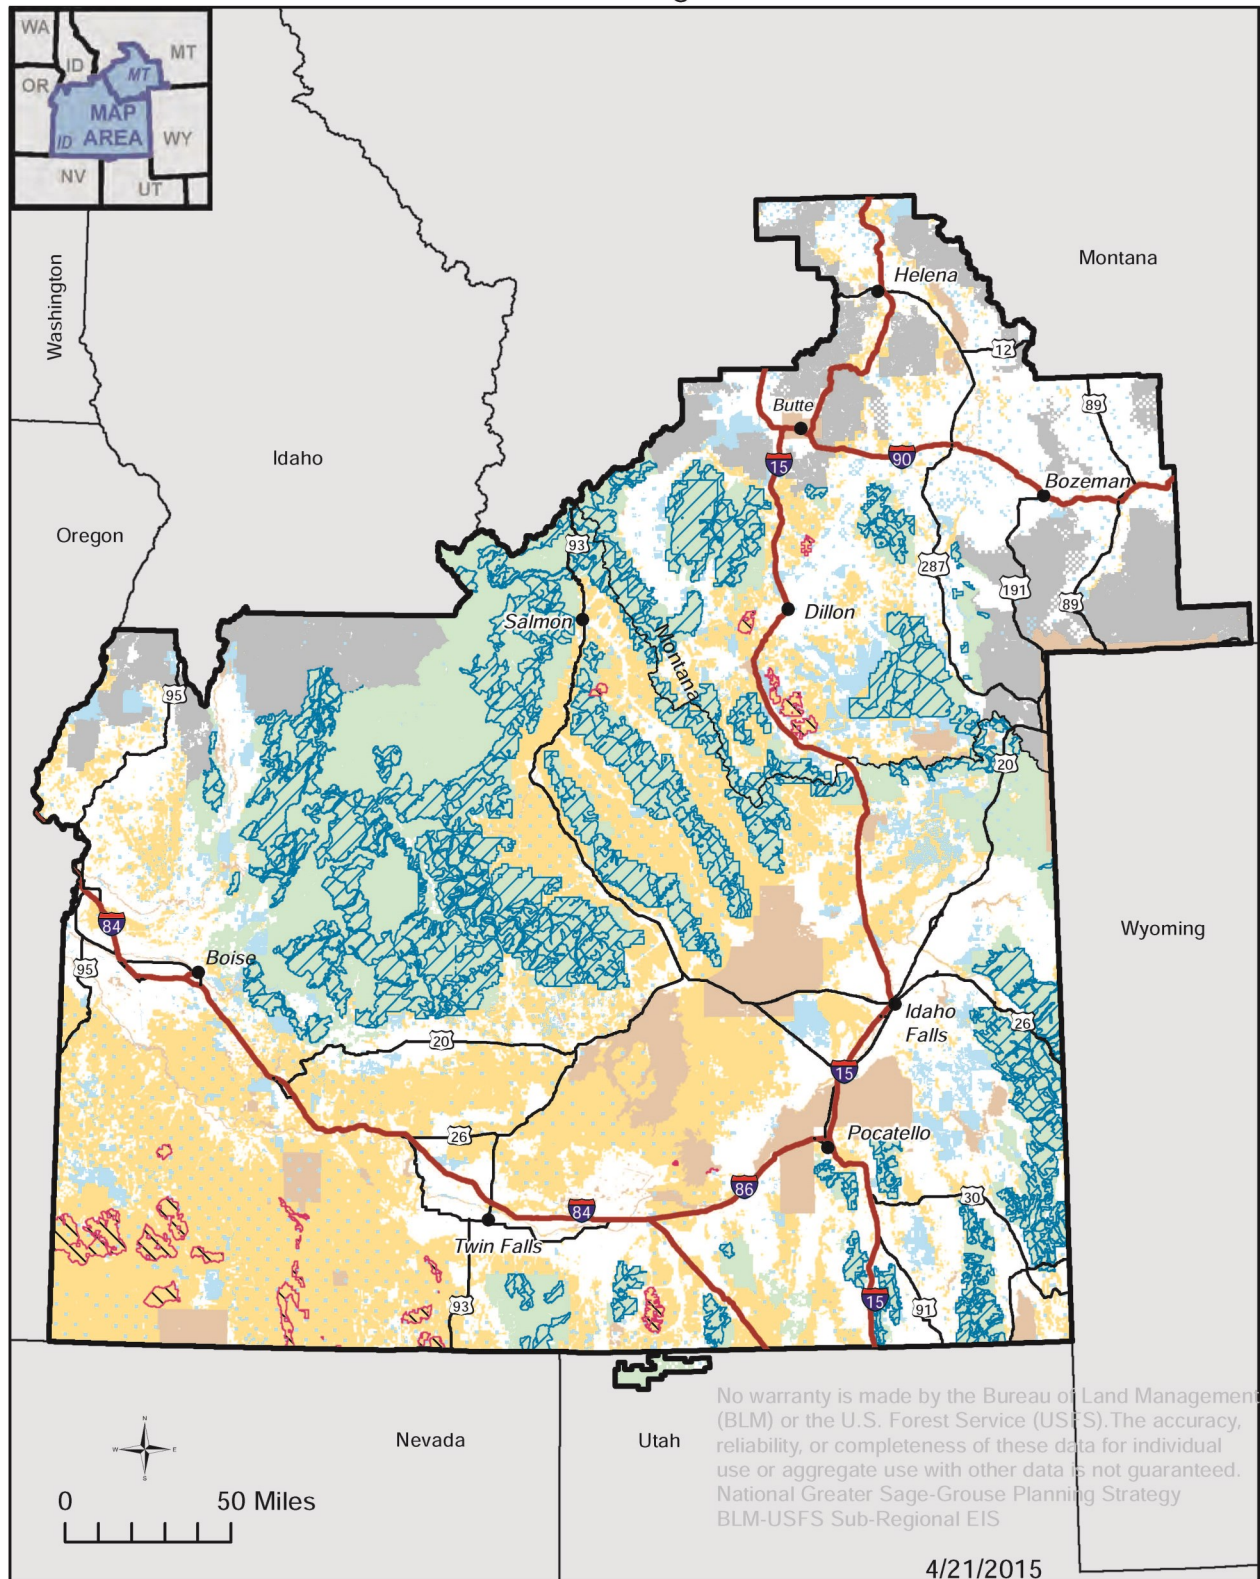 WA
MT
ID
MT
OR
MAP
AREA
ID
WY
NV
UT
Washington
Montana
Helena
12
Butte
89
Idaho
15
90
Bozeman
Oregon
93
287
191
89
Salmon
Dillon
Montana
95
20
Wyoming
84
95
Boise
Idaho
Falls
26
20
15
26
Pocatello
86
30
84
Twin Falls
93
15
91
No warranty is made by the Bureau of Land Management
(BLM) or the U.S. Forest Service (USFS).The accuracy,
reliability, or completeness of these data for individual
use or aggregate use with other data is not guaranteed.
National Greater Sage-Grouse Planning Strategy
BLM-USFS Sub-Regional EIS
Nevada
Utah
N
W
E
S
0
50 Miles
4/21/2015